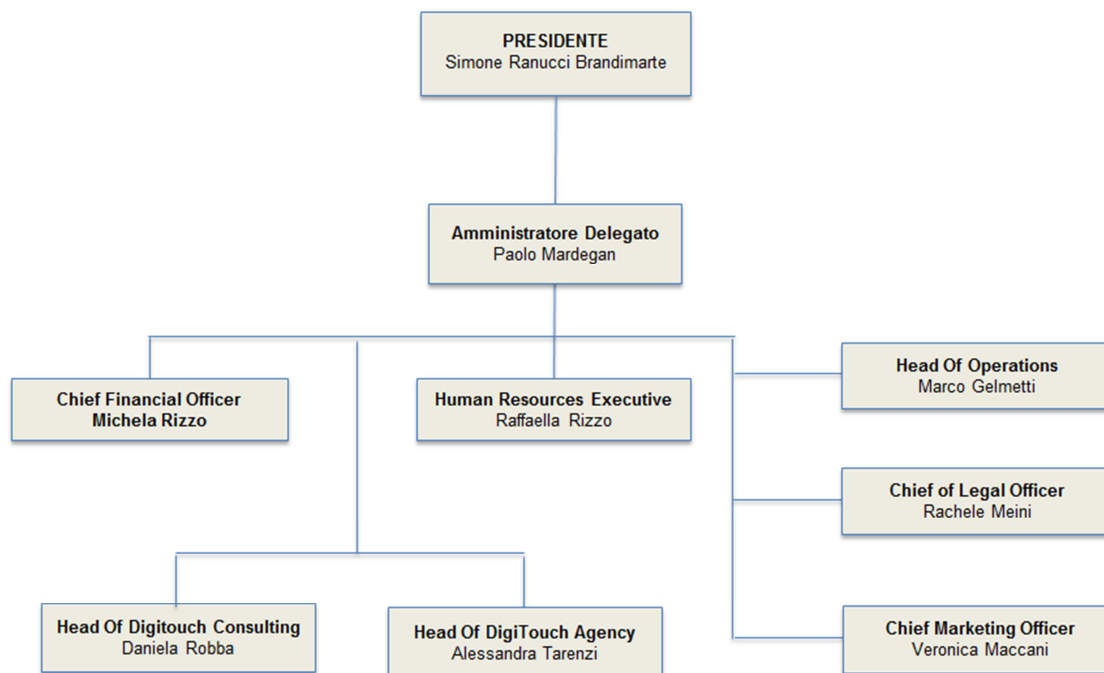 PRESIDENTE
Simone Ranucci Brandimarte
Amministratore Delegato
Paolo Mardegan
Chief Financial Officer
Michela Rizzo
Human Resources Executive
Raffaella Rizzo
Head Of Operations
Marco Gelmetti
Chief of Legal Officer
Rachele Meini
Head Of Digitouch Consulting
Daniela Robba
Head Of DigiTouch Agency
Alessandra Tarenzi
Chief Marketing Officer
Veronica Maccani